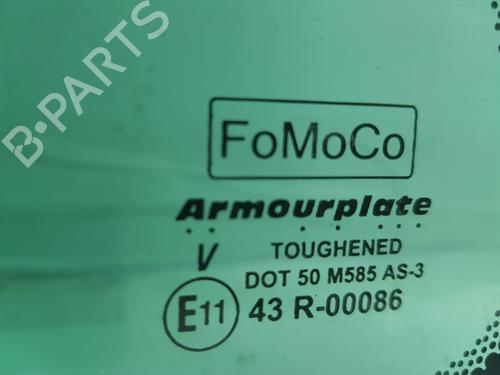 FoMoCo
Armourplate
V TOUGHENED
DOT 50 M585 AS-3
E11 43 R-00086
B-PARTS